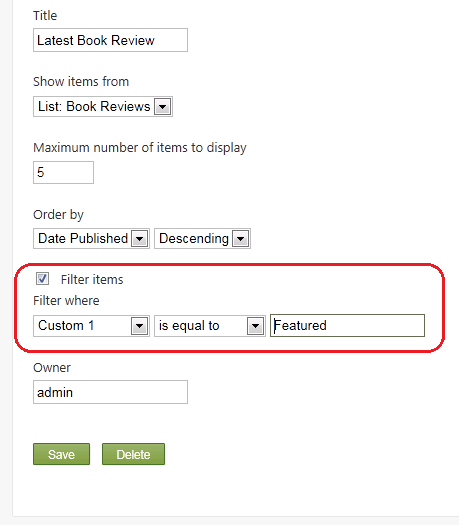 Title
Latest Book Review
Show items from
List: Book Reviews
Maximum number of items to display
5
Order by
Date Published Descending
Filter items
Filter where
Custom 1 is equal to Featured
Owner
admin
Save Delete